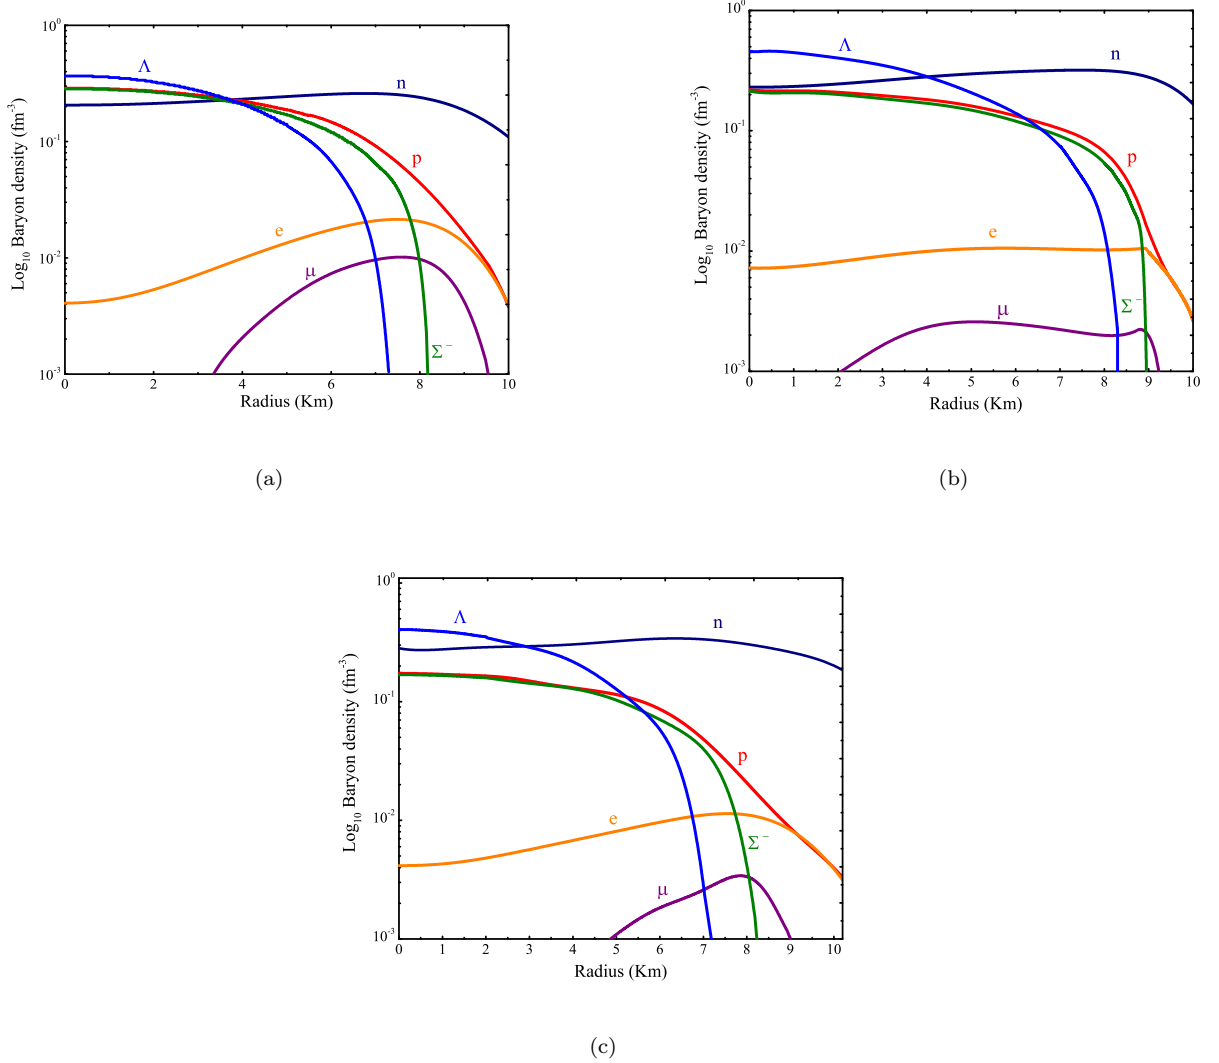 10⁰
10⁻¹
10⁻²
10⁻³
Log₁₀ Baryon density (fm⁻³)
Λ
n
p
e
μ
Σ⁻
0 2 4 6 8 10
Radius (Km)
(a)
10⁰
10⁻¹
10⁻²
10⁻³
Log₁₀ Baryon density (fm⁻³)
Λ
n
p
e
Σ⁻
μ
0 1 2 3 4 5 6 7 8 9 10
Radius (Km)
(b)
10⁰
10⁻¹
10⁻²
10⁻³
Log₁₀ Baryon density (fm⁻³)
Λ
n
p
e
Σ⁻
μ
0 1 2 3 4 5 6 7 8 9 10
Radius (Km)
(c)